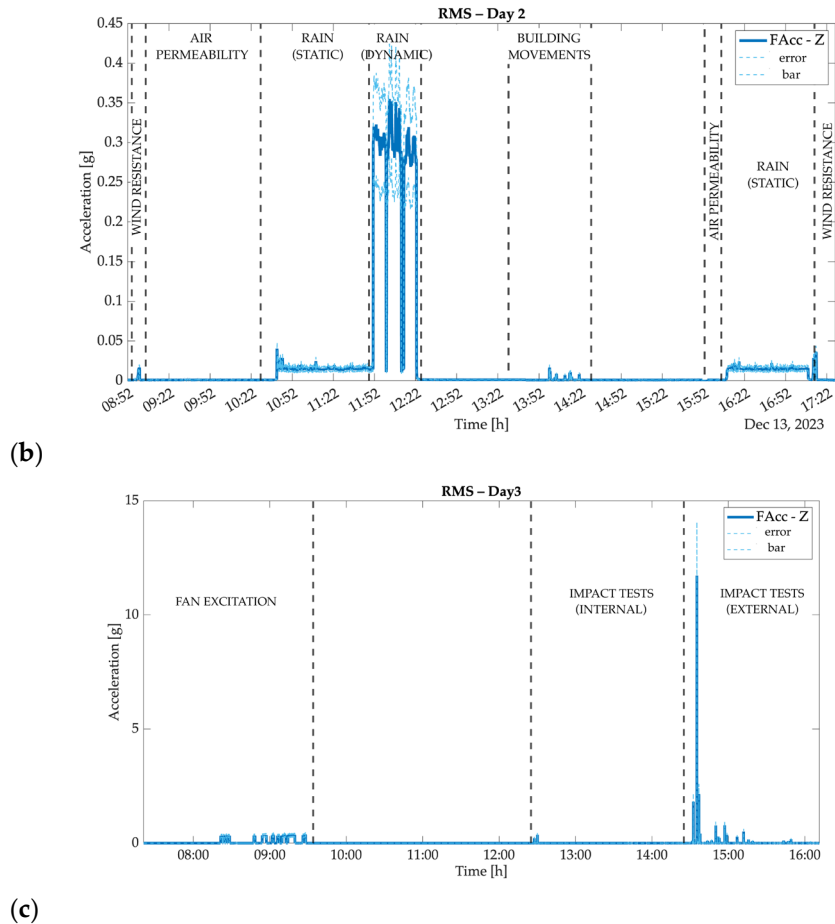 RMS – Day 2
0.45
0.4
0.35
0.3
0.25
0.2
0.15
0.1
0.05
0
Acceleration [g]
WIND RESISTANCE
AIR
PERMEABILITY
RAIN
(STATIC)
RAIN
(DYNAMIC)
BUILDING
MOVEMENTS
AIR PERMEABILITY
RAIN
(STATIC)
WIND RESISTANCE
FAcc - Z
error
bar
08:52 09:22 09:52 10:22 10:52 11:22 11:52 12:22 12:52 13:22 13:52 14:22 14:52 15:22 15:52 16:22 16:52 17:22
Time [h]
Dec 13, 2023
(b)
RMS – Day3
15
10
5
0
Acceleration [g]
FAN EXCITATION
IMPACT TESTS
(INTERNAL)
IMPACT TESTS
(EXTERNAL)
FAcc - Z
error
bar
08:00 09:00 10:00 11:00 12:00 13:00 14:00 15:00 16:00
Time [h]
(c)